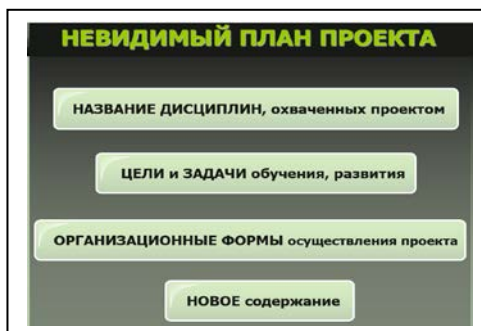 НЕВИДИМЫЙ ПЛАН ПРОЕКТА
НАЗВАНИЕ ДИСЦИПЛИН, охваченных проектом
ЦЕЛИ и ЗАДАЧИ обучения, развития
ОРГАНИЗАЦИОННЫЕ ФОРМЫ осуществления проекта
НОВОЕ содержание